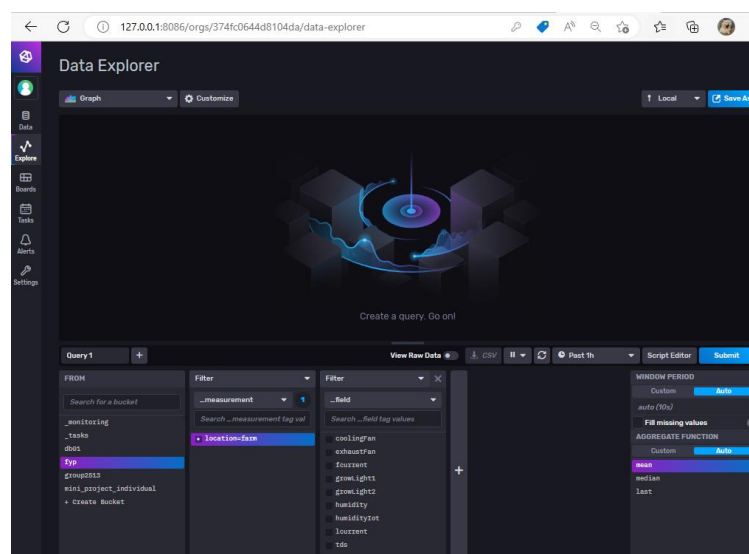 127.0.0.1:8086/orgs/374fc0644d8104da/data-explorer
Data Explorer
Graph
Customize
Local
Save As
Data
Explore
Boards
Tasks
Alerts
Settings
Create a query. Go on!
Query 1
+
View Raw Data
CSV
Past 1h
Script Editor
Submit
FROM
Search for a bucket
_monitoring
_tasks
db01
fyp
group2513
mini_project_individual
+ Create Bucket
Filter
_measurement
1
Search _measurement tag val
location=farm
Filter
_field
Search _field tag values
coolingFan
exhaustFan
fcurrent
growLight1
growLight2
humidity
humidityIot
lcurrent
tds
+
WINDOW PERIOD
Custom
Auto
auto (10s)
Fill missing values
AGGREGATE FUNCTION
Custom
Auto
mean
median
last